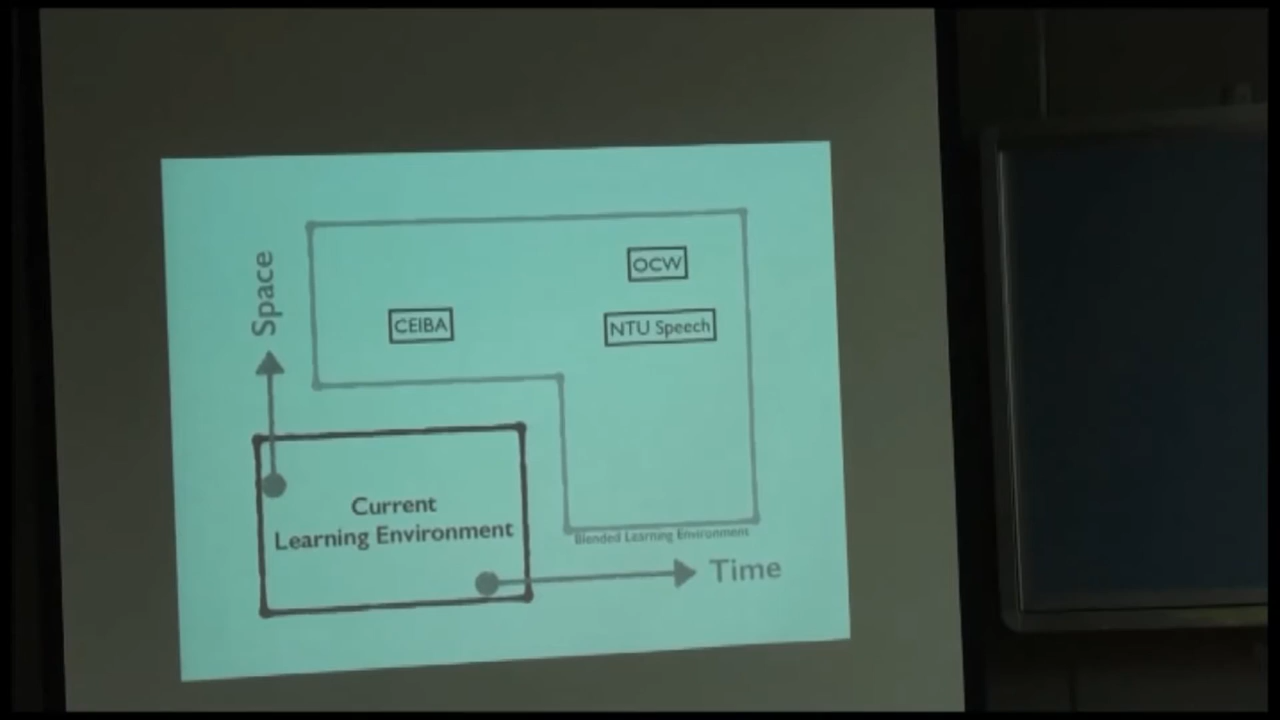 Space
OCW
CEIBA
NTU Speech
Current
Learning Environment
Blended Learning Environment
Time